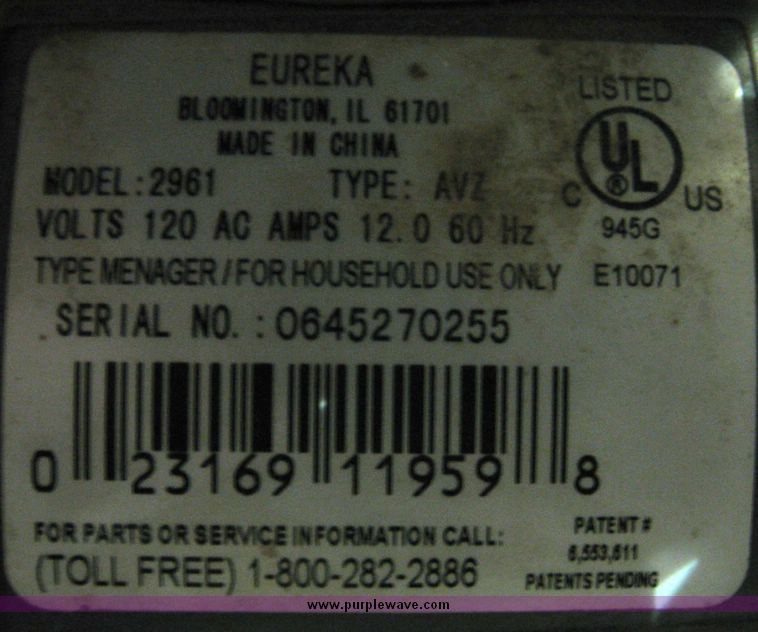 EUREKA
BLOOMINGTON, IL 61701
MADE IN CHINA
MODEL: 2961 TYPE: AVZ
VOLTS 120 AC AMPS 12.0 60 Hz
TYPE MENAGER/FOR HOUSEHOLD USE ONLY
SERIAL NO.: 0645270255
LISTED
UL ®
C US
945G
E10071
0 23169 11959 8
FOR PARTS OR SERVICE INFORMATION CALL:
(TOLL FREE) 1-800-282-2886
PATENT #
6,553,611
PATENTS PENDING
www.purplewave.com